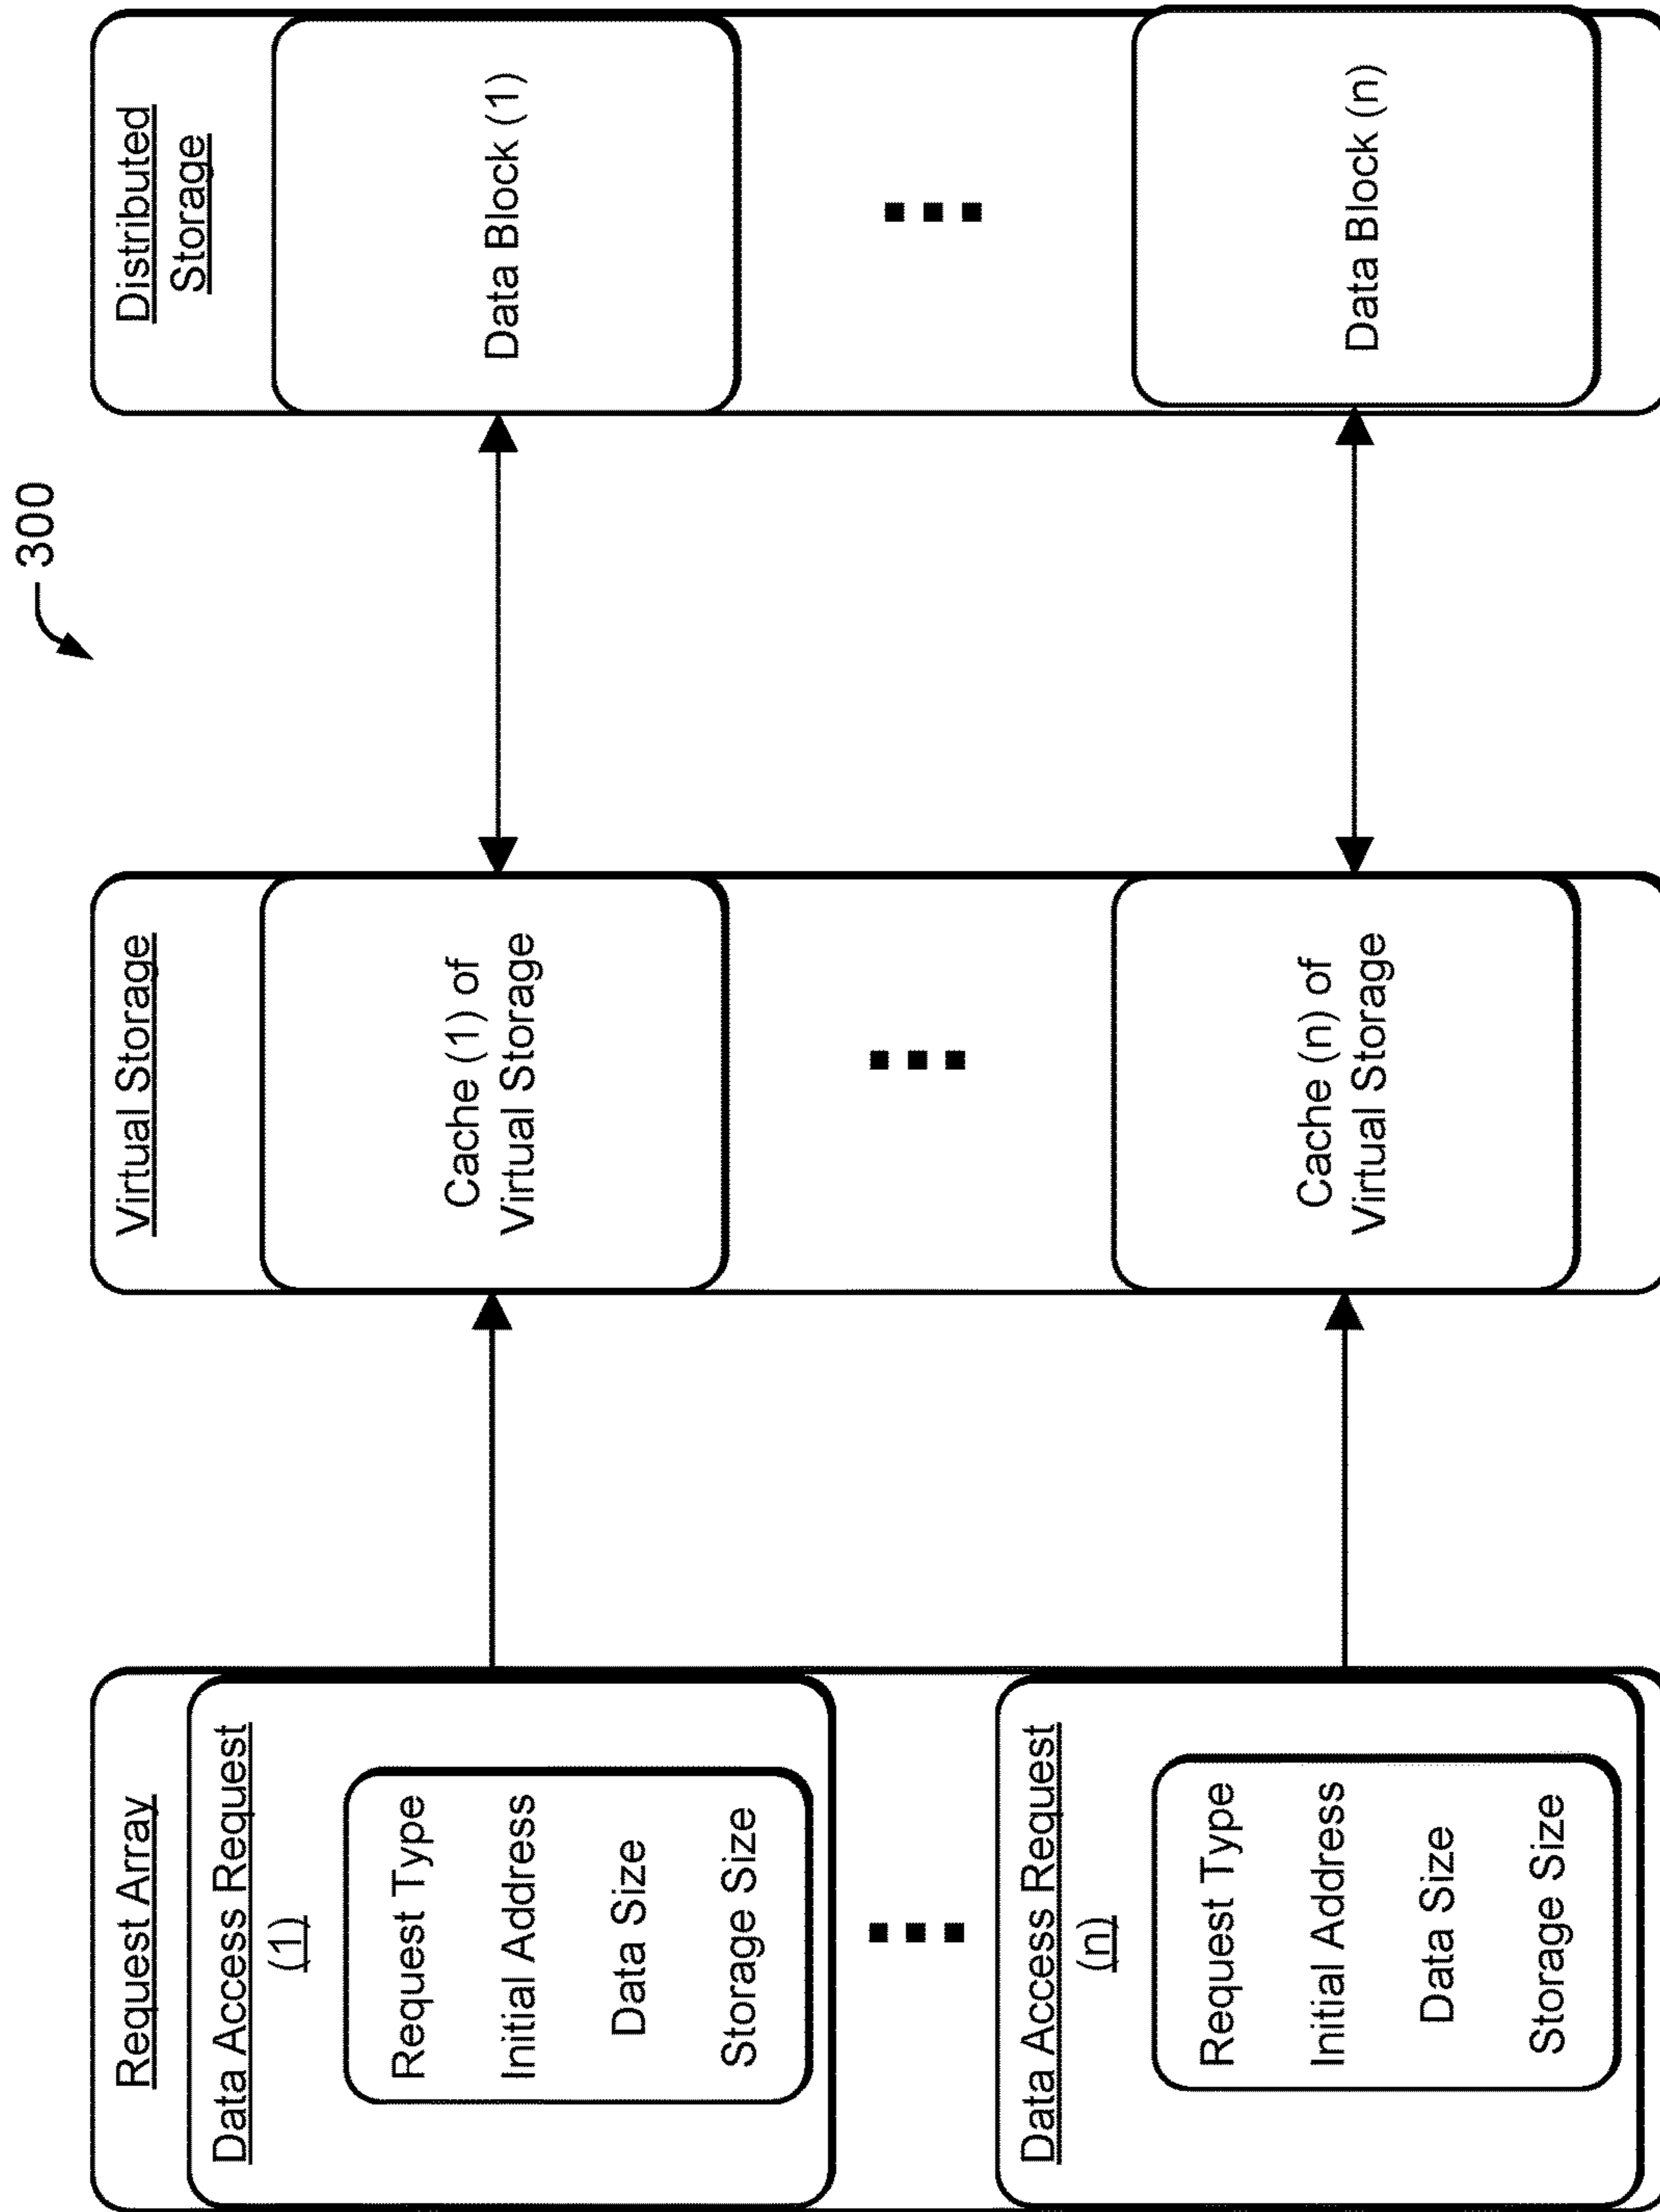 300
Request Array
Data Access Request
(1)
Request Type
Initial Address
Data Size
Storage Size
Data Access Request
(n)
Request Type
Initial Address
Data Size
Storage Size
Virtual Storage
Cache (1) of
Virtual Storage
Cache (n) of
Virtual Storage
Distributed
Storage
Data Block (1)
Data Block (n)